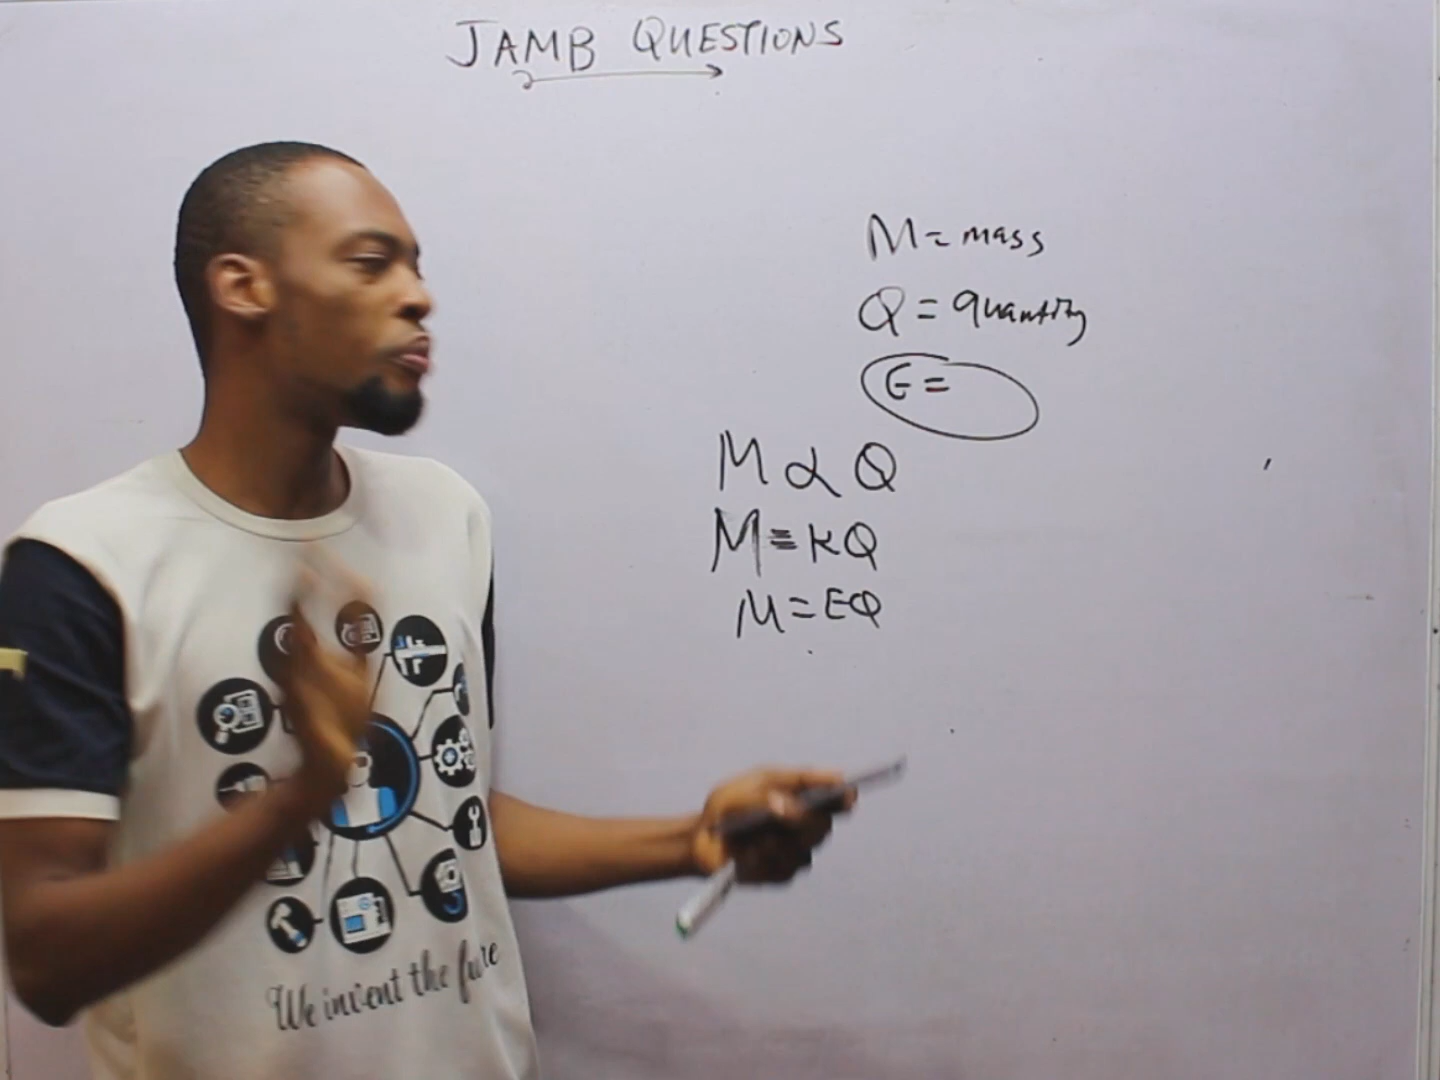 JAMB QUESTIONS
M = mass
Q = quantity
E =
M α Q
M = KQ
M = EQ
We invent the future